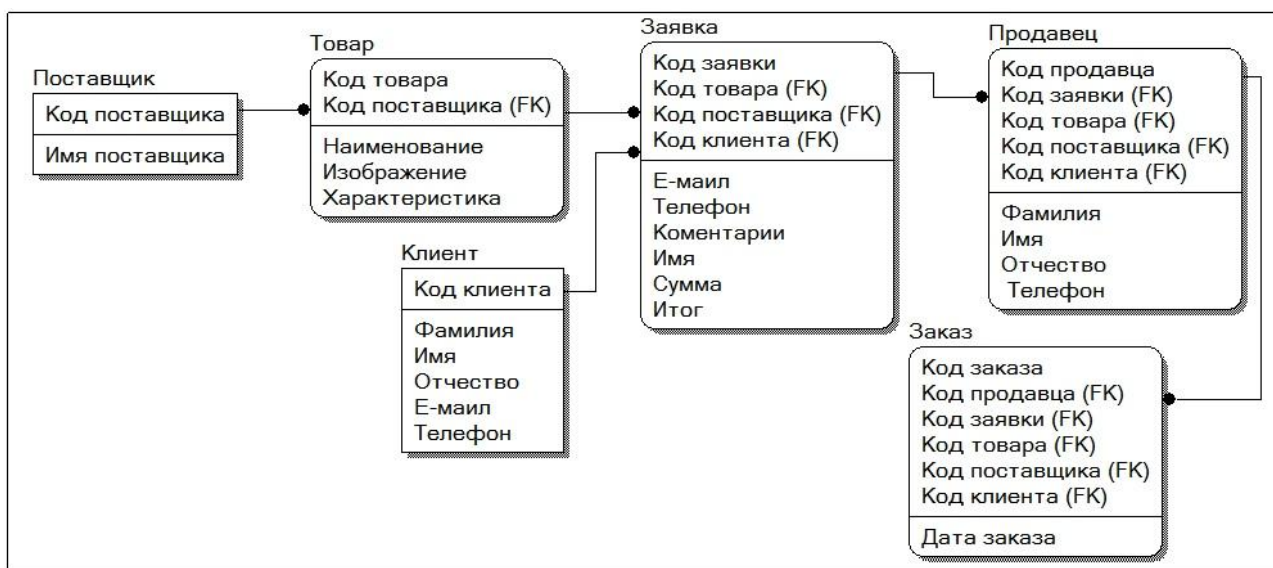 Поставщик
Код поставщика
Имя поставщика
Товар
Код товара
Код поставщика (FK)
Наименование
Изображение
Характеристика
Клиент
Код клиента
Фамилия
Имя
Отчество
Е-маил
Телефон
Заявка
Код заявки
Код товара (FK)
Код поставщика (FK)
Код клиента (FK)
Е-маил
Телефон
Коментарии
Имя
Сумма
Итог
Продавец
Код продавца
Код заявки (FK)
Код товара (FK)
Код поставщика (FK)
Код клиента (FK)
Фамилия
Имя
Отчество
Телефон
Заказ
Код заказа
Код продавца (FK)
Код заявки (FK)
Код товара (FK)
Код поставщика (FK)
Код клиента (FK)
Дата заказа